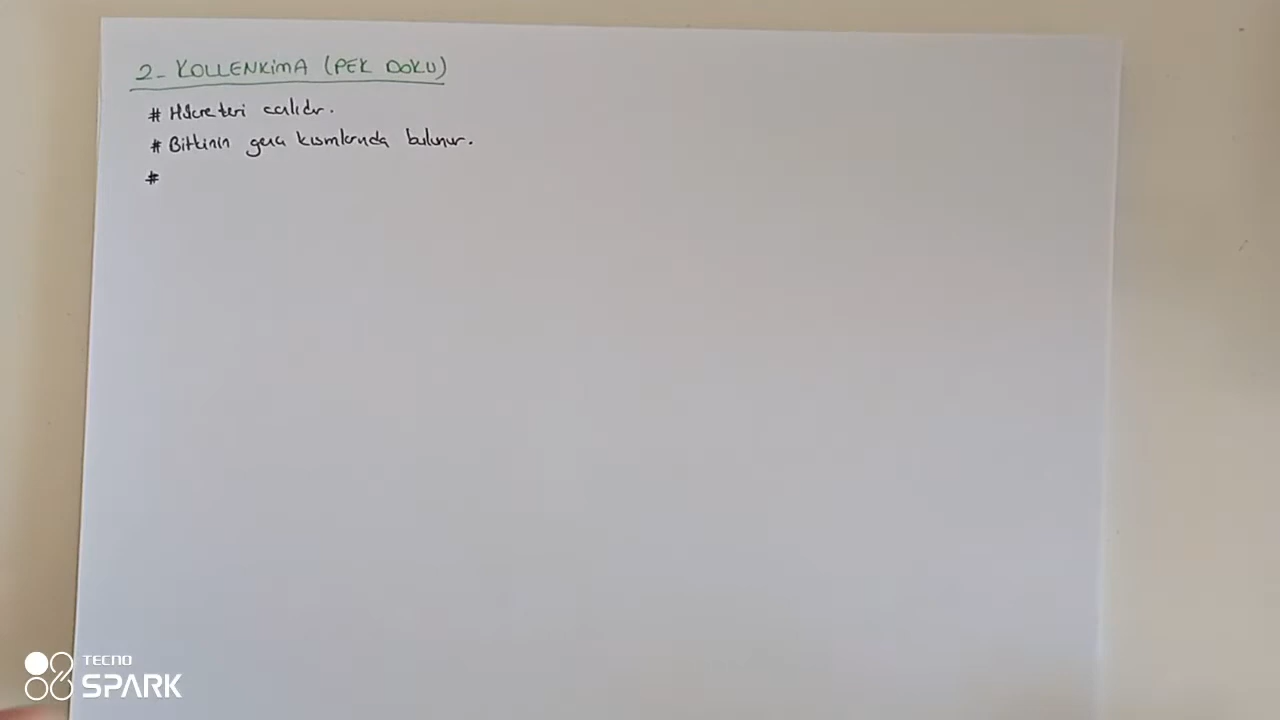 2- KOLLENKİMA (PEK DOKU)
# Hücreleri canlıdır.
# Bitkinin genç kısımlarında bulunur.
#
TECNO
SPARK